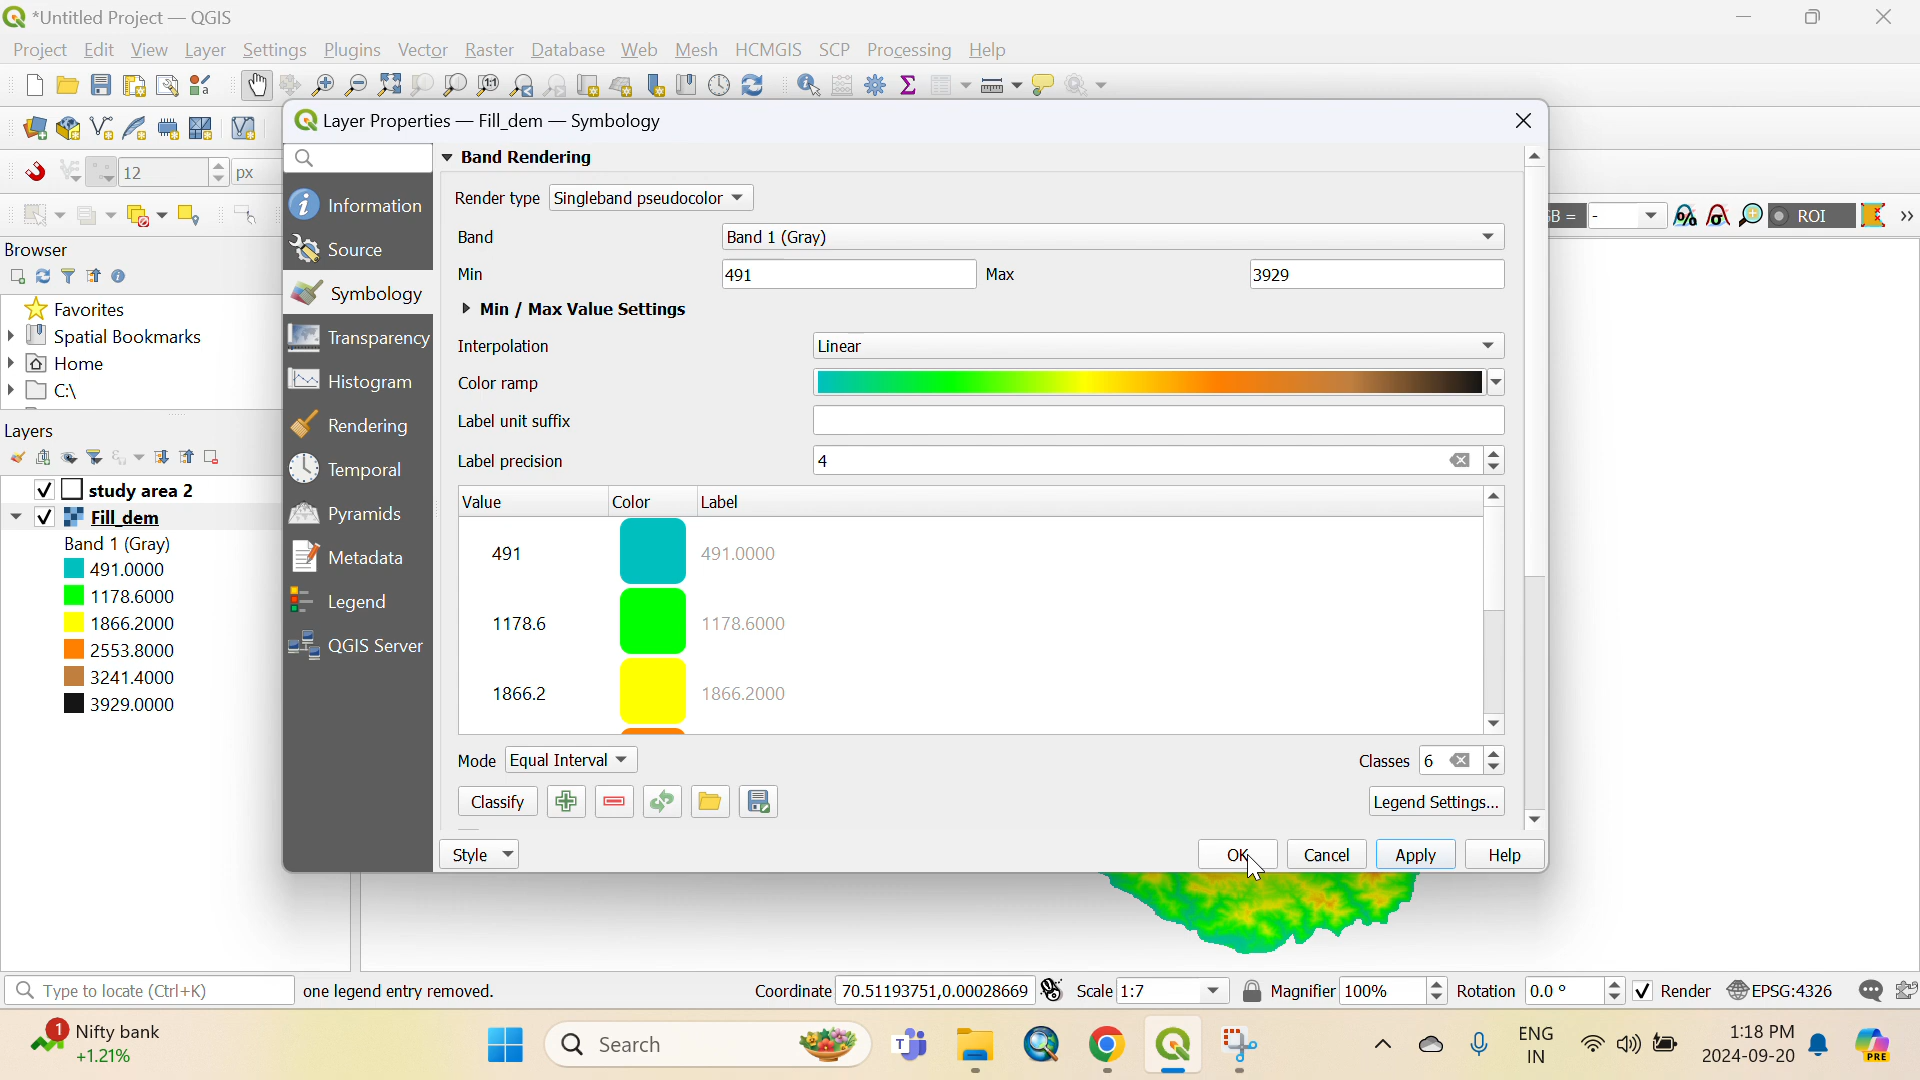 *Untitled Project — QGIS
Project Edit View Layer Settings Plugins Vector Raster Database Web Mesh HCMGIS SCP Processing Help
12 px
Browser
Favorites
Spatial Bookmarks
Home
C:\
Layers
study area 2
Fill_dem
Band 1 (Gray)
491.0000
1178.6000
1866.2000
2553.8000
3241.4000
3929.0000
Layer Properties — Fill_dem — Symbology
Information
Source
Symbology
Transparency
Histogram
Rendering
Temporal
Pyramids
Metadata
Legend
QGIS Server
Band Rendering
Render type Singleband pseudocolor
Band Band 1 (Gray)
Min 491 Max 3929
Min / Max Value Settings
Interpolation Linear
Color ramp
Label unit suffix
Label precision 4
Value Color Label
491 491.0000
1178.6 1178.6000
1866.2 1866.2000
Mode Equal Interval Classes 6
Classify Legend Settings...
Style OK Cancel Apply Help
- ROI »
Type to locate (Ctrl+K) one legend entry removed. Coordinate 70.51193751,0.00028669 Scale 1:7 Magnifier 100% Rotation 0.0 ° Render EPSG:4326
1 Nifty bank
+1.21%
Search
ENG
IN
1:18 PM
2024-09-20
PRE